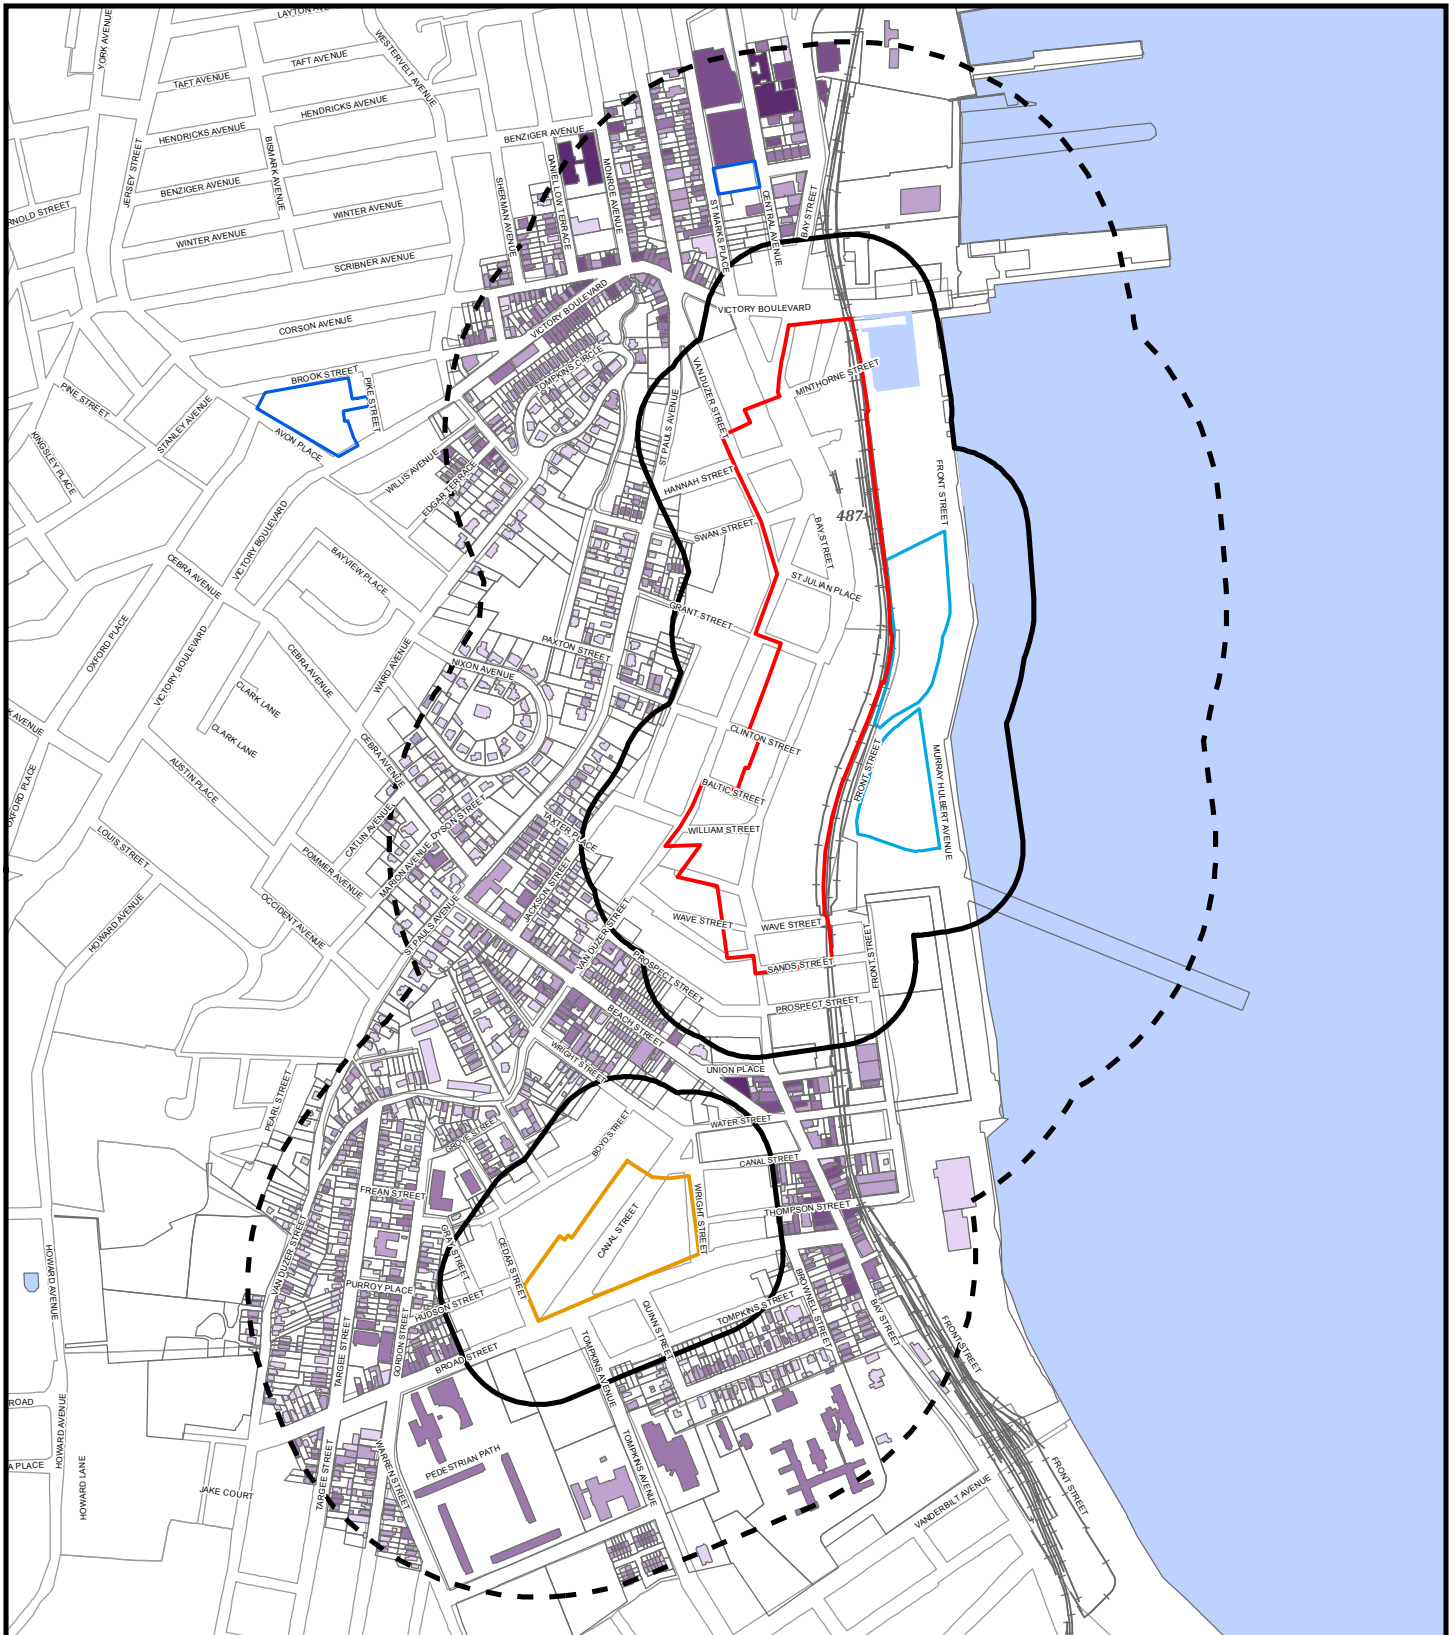 LAYTON AV
YORK AVENUE
WESTERVELT AVENUE
TAFT AVENUE
TAFT AVENUE
HENDRICKS AVENUE
HENDRICKS AVENUE
BENZIGER AVENUE
JERSEY STREET
BISMARK AVENUE
BENZIGER AVENUE
SHERMAN AVENUE
DANIEL LOW TERRACE
MONROE AVENUE
ST MARKS PLACE
CENTRAL AVENUE
BAY STREET
RNOLD STREET
WINTER AVENUE
WINTER AVENUE
SCRIBNER AVENUE
VICTORY BOULEVARD
VICTORY BOULEVARD
CORSON AVENUE
TOMPKINS CIRCLE
BROOK STREET
PIKE STREET
PINE STREET
STANLEY AVENUE
AVON PLACE
KINGSLEY PLACE
VAN DUZER STREET
MINTHORNE STREET
ST PAULS AVENUE
WILLIS AVENUE
EDGAR TERRACE
HANNAH STREET
FRONT STREET
487
SWAN STREET
BAY STREET
VICTORY BOULEVARD
BAY VIEW PLACE
CEBRA AVENUE
ST JULIAN PLACE
GRANT STREET
OXFORD PLACE
VICTORY BOULEVARD
CEBRA AVENUE
WARD AVENUE
PAXTON STREET
NIXON AVENUE
CLARK LANE
CLARK LANE
K AVENUE
CLINTON STREET
CEBRA AVENUE
AUSTIN PLACE
OXFORD PLACE
FRONT STREET
MURRAY HULBERT AVENUE
BALTIC STREET
WILLIAM STREET
CATLIN AVENUE
DYSON STREET
TAXTER PLACE
LOUIS STREET
POMMER AVENUE
MARION AVENUE
JACKSON STREET
OCCIDENT AVENUE
HOWARD AVENUE
ST PAULS AVENUE
VAN DUZER STREET
WAVE STREET
WAVE STREET
SANDS STREET
FRONT STREET
PROSPECT STREET
PROSPECT STREET
BEACH STREET
WRIGHT STREET
UNION PLACE
PEARL STREET
WATER STREET
GROVE STREET
BOYD STREET
CANAL STREET
FREAN STREET
WRIGHT STREET
THOMPSON STREET
CANAL STREET
GRAY STREET
CEDAR STREET
VAN DUZER STREET
HOWARD AVENUE
PURROY PLACE
HUDSON STREET
BROWNELL STREET
TOMPKINS STREET
QUINN STREET
BAY STREET
FRONT STREET
TARGEE STREET
GORDON STREET
BROAD STREET
TOMPKINS AVENUE
ROAD
HOWARD AVENUE
TOMPKINS AVENUE
WARREN STREET
PEDESTRIAN PATH
A PLACE
HOWARD LANE
TARGEE STREET
JAKE COURT
VANDERBILT AVENUE
FRONT STREET